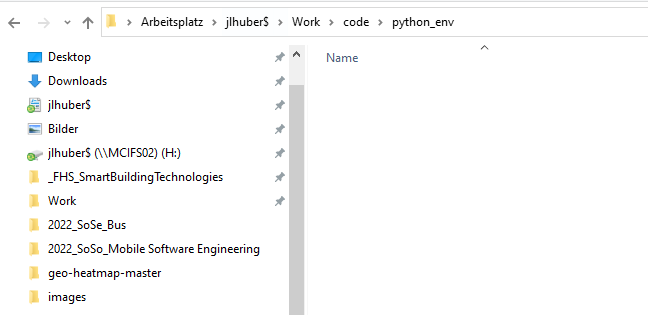 Arbeitsplatz > jlhuber$ > Work > code > python_env
Name
Desktop
Downloads
jlhuber$
Bilder
jlhuber$ (\\MCIFS02) (H:)
_FHS_SmartBuildingTechnologies
Work
2022_SoSe_Bus
2022_SoSo_Mobile Software Engineering
geo-heatmap-master
images